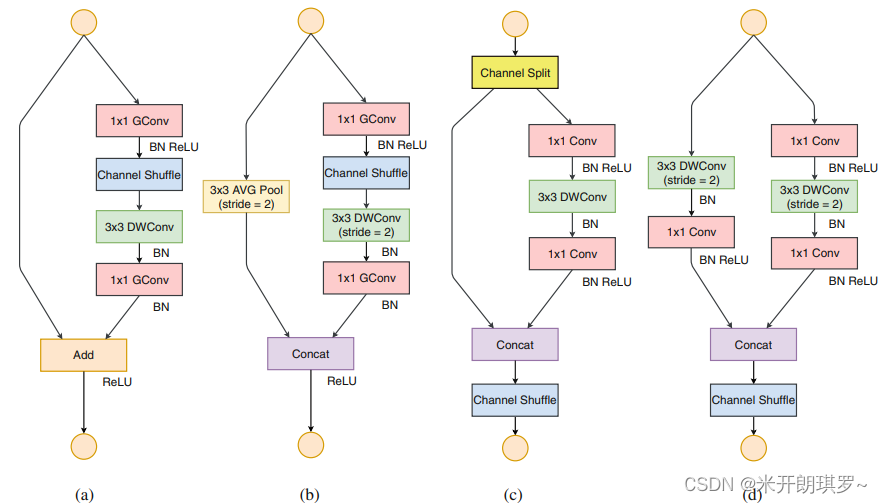 1x1 GConv
BN ReLU
Channel Shuffle
3x3 DWConv
BN
1x1 GConv
BN
Add
ReLU
(a)
1x1 GConv
BN ReLU
3x3 AVG Pool
(stride = 2)
Channel Shuffle
3x3 DWConv
(stride = 2)
BN
1x1 GConv
BN
Concat
ReLU
(b)
Channel Split
1x1 Conv
BN ReLU
3x3 DWConv
BN
1x1 Conv
BN ReLU
Concat
Channel Shuffle
(c)
3x3 DWConv
(stride = 2)
BN
1x1 Conv
BN ReLU
1x1 Conv
BN ReLU
3x3 DWConv
(stride = 2)
BN
1x1 Conv
BN ReLU
Concat
Channel Shuffle
(d)
CSDN @米开朗琪罗~